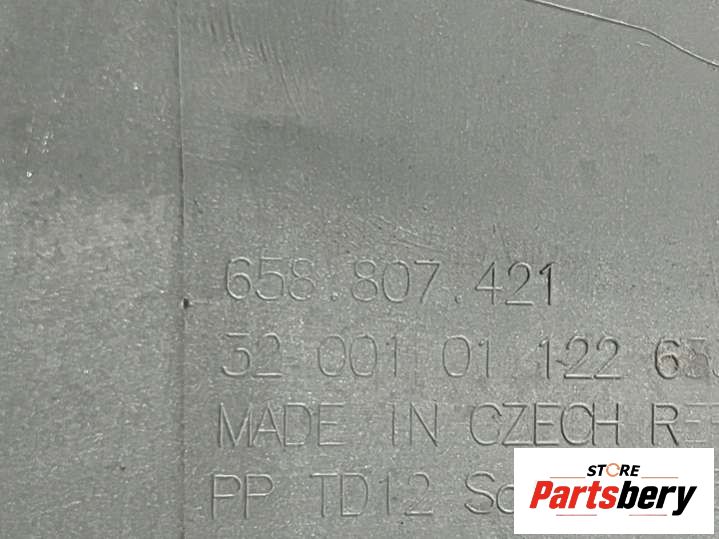 658.807.421
32 001 01 122
MADE IN CZECH
PP TD12
STORE
Partsbery